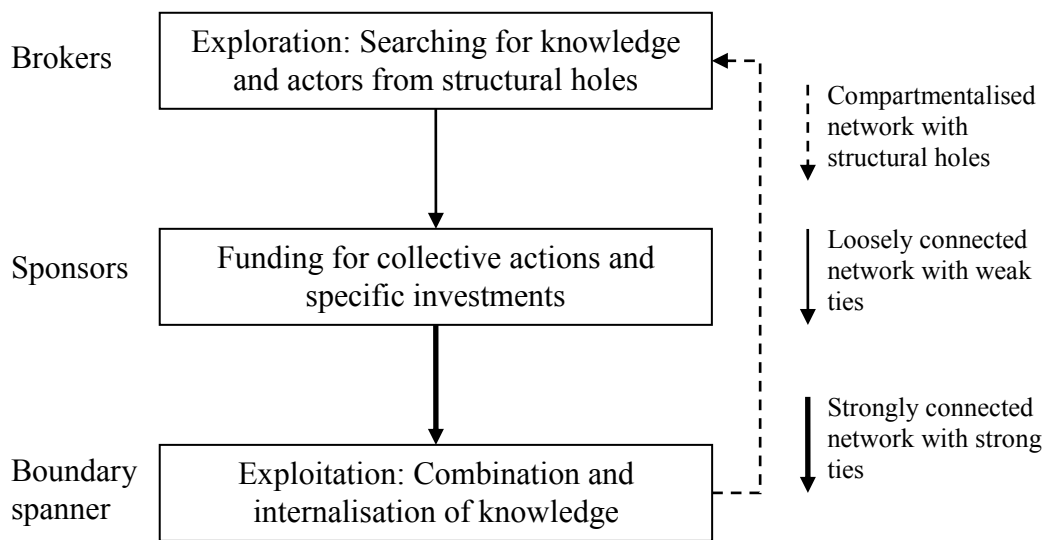 Brokers
Exploration: Searching for knowledge
and actors from structural holes
Compartmentalised
network with
structural holes
Sponsors
Funding for collective actions and
specific investments
Loosely connected
network with weak
ties
Boundary
spanner
Exploitation: Combination and
internalisation of knowledge
Strongly connected
network with strong
ties